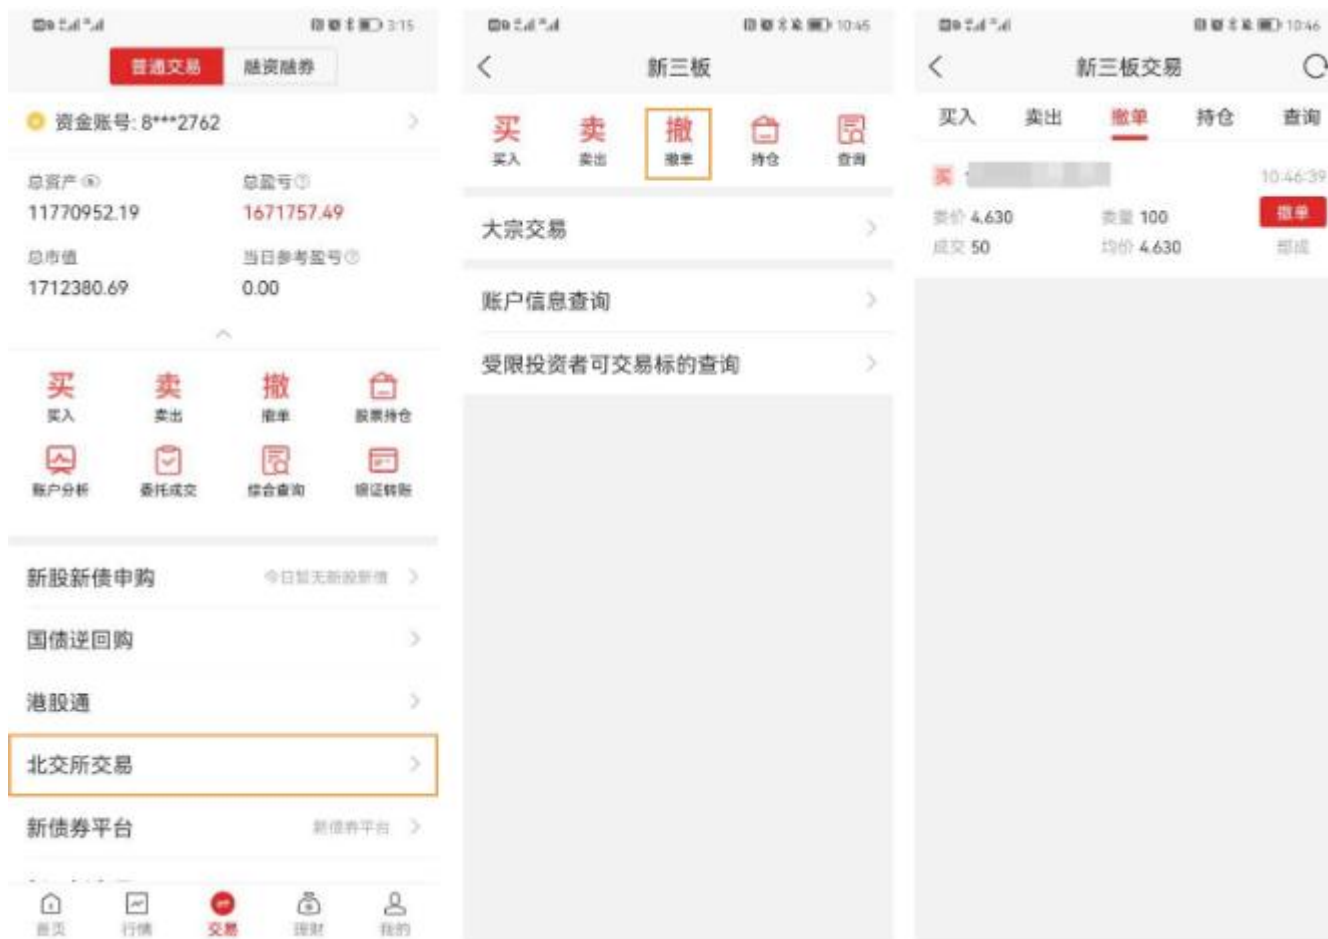 3:15
普通交易 融资融券
资金账号: 8***2762
总资产 总盈亏
11770952.19 1671757.49
总市值 当日参考盈亏
1712380.69 0.00
买 卖 撤
买入 卖出 撤单 股票持仓
账户分析 委托成交 综合查询 银证转账
新股新债申购 今日暂无新股新债
国债逆回购
港股通
北交所交易
新债券平台 新债券平台
首页 行情 交易 理财 我的
10:45
新三板
买 卖 撤
买入 卖出 撤单 持仓 查询
大宗交易
账户信息查询
受限投资者可交易标的查询
10:46
新三板交易
买入 卖出 撤单 持仓 查询
买 10:46:39
委价 4.630 委量 100 撤单
成交 50 均价 4.630 部成